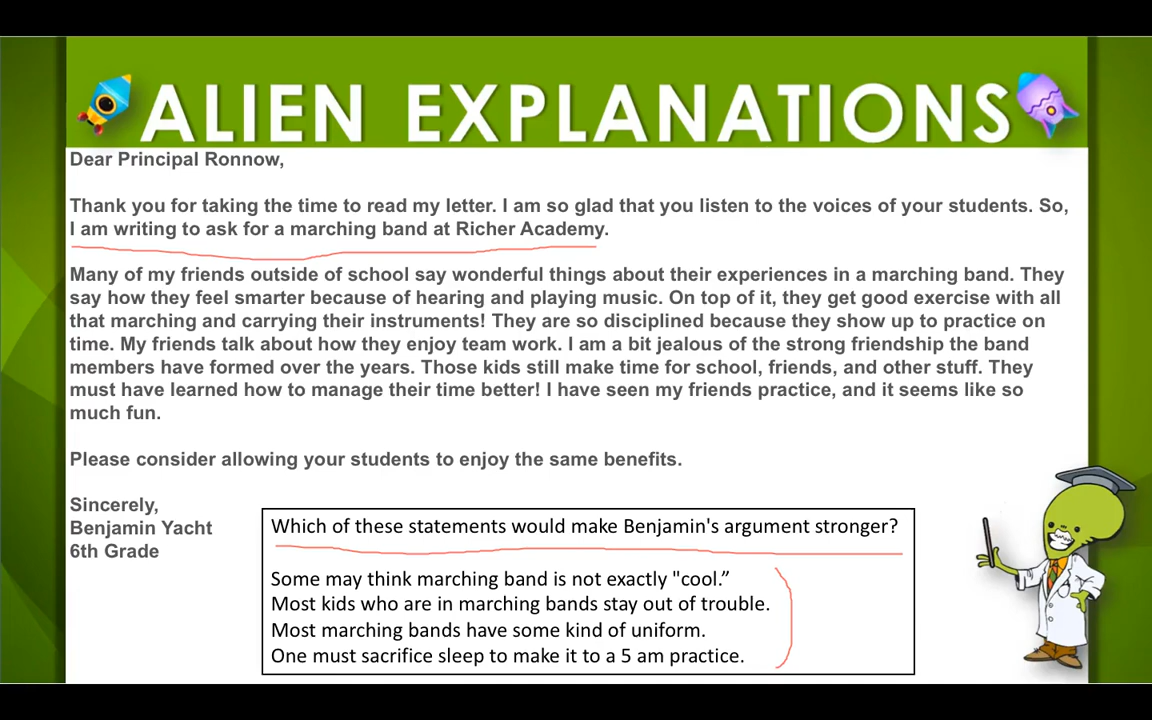 ALIEN EXPLANATIONS
Dear Principal Ronnow,
Thank you for taking the time to read my letter. I am so glad that you listen to the voices of your students. So,
I am writing to ask for a marching band at Richer Academy.
Many of my friends outside of school say wonderful things about their experiences in a marching band. They
say how they feel smarter because of hearing and playing music. On top of it, they get good exercise with all
that marching and carrying their instruments! They are so disciplined because they show up to practice on
time. My friends talk about how they enjoy team work. I am a bit jealous of the strong friendship the band
members have formed over the years. Those kids still make time for school, friends, and other stuff. They
must have learned how to manage their time better! I have seen my friends practice, and it seems like so
much fun.
Please consider allowing your students to enjoy the same benefits.
Sincerely,
Benjamin Yacht
6th Grade
Which of these statements would make Benjamin's argument stronger?
Some may think marching band is not exactly "cool.”
Most kids who are in marching bands stay out of trouble.
Most marching bands have some kind of uniform.
One must sacrifice sleep to make it to a 5 am practice.